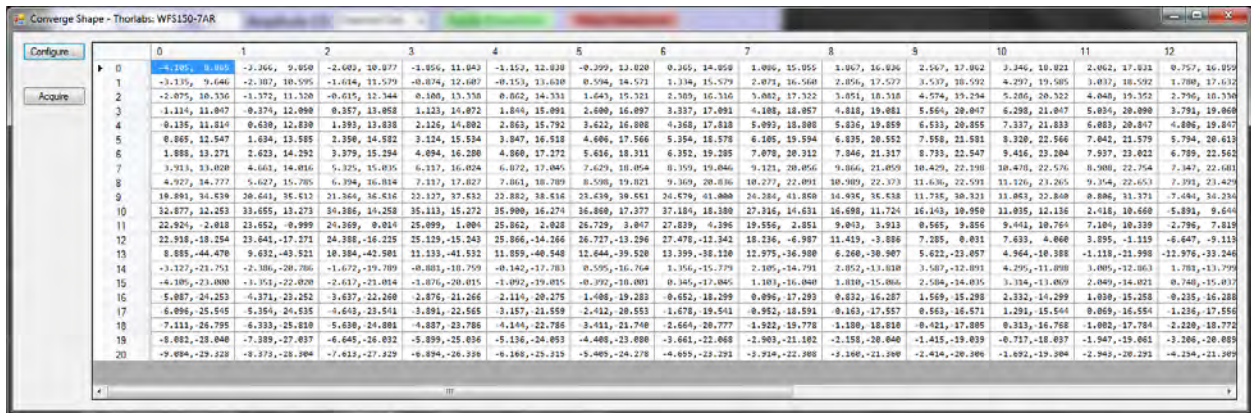 Converge Shape - Thorlabs: WFS150-7AR
Configure...
Acquire
0 1 2 3 4 5 6 7 8 9 10 11 12
0 -4.105, 8.865 -3.366, 9.850 -2.603, 10.877 -1.856, 11.843 -1.153, 12.838 -0.399, 13.820 0.365, 14.858 1.086, 15.855 1.867, 16.836 2.567, 17.862 3.346, 18.821 2.062, 17.831 0.757, 16.859
1 -3.135, 9.646 -2.387, 10.595 -1.614, 11.579 -0.874, 12.607 -0.153, 13.610 0.594, 14.571 1.334, 15.579 2.071, 16.560 2.856, 17.577 3.537, 18.592 4.297, 19.585 3.037, 18.592 1.780, 17.632
2 -2.075, 10.336 -1.372, 11.320 -0.615, 12.344 0.108, 13.338 0.862, 14.331 1.643, 15.321 2.389, 16.316 3.082, 17.322 3.851, 18.318 4.574, 19.294 5.286, 20.322 4.048, 19.352 2.796, 18.330
3 -1.114, 11.047 -0.374, 12.090 0.357, 13.058 1.123, 14.072 1.844, 15.091 2.600, 16.097 3.337, 17.091 4.108, 18.057 4.818, 19.081 5.564, 20.047 6.298, 21.047 5.034, 20.090 3.791, 19.060
4 -0.135, 11.814 0.630, 12.830 1.393, 13.838 2.126, 14.802 2.863, 15.792 3.622, 16.808 4.368, 17.818 5.093, 18.808 5.836, 19.859 6.533, 20.855 7.337, 21.833 6.083, 20.847 4.806, 19.847
5 0.865, 12.547 1.634, 13.585 2.350, 14.582 3.124, 15.534 3.847, 16.518 4.606, 17.566 5.354, 18.578 6.105, 19.594 6.835, 20.552 7.558, 21.581 8.320, 22.566 7.042, 21.579 5.794, 20.613
6 1.888, 13.271 2.623, 14.292 3.379, 15.294 4.094, 16.280 4.860, 17.272 5.616, 18.311 6.352, 19.285 7.078, 20.312 7.846, 21.317 8.733, 22.547 9.416, 23.204 7.937, 23.022 6.789, 22.562
7 3.913, 13.020 4.661, 14.016 5.325, 15.035 6.117, 16.024 6.872, 17.045 7.629, 18.054 8.359, 19.046 9.121, 20.056 9.866, 21.059 10.429, 22.198 10.478, 22.576 8.908, 22.754 7.347, 22.681
8 4.927, 14.777 5.627, 15.785 6.394, 16.814 7.117, 17.827 7.861, 18.789 8.598, 19.821 9.369, 20.836 10.277, 22.091 10.989, 22.373 11.636, 22.591 11.126, 23.265 9.354, 22.653 7.391, 23.429
9 19.891, 34.539 20.641, 35.512 21.364, 36.516 22.127, 37.532 22.882, 38.516 23.639, 39.551 24.579, 41.000 24.284, 41.850 14.935, 35.538 11.735, 30.321 11.053, 22.840 0.806, 31.371 -7.494, 34.234
10 32.877, 12.253 33.655, 13.273 34.386, 14.258 35.113, 15.272 35.900, 16.274 36.860, 17.377 37.184, 18.380 27.316, 14.631 16.698, 11.724 16.143, 10.950 11.035, 12.136 2.418, 10.660 -5.891, 9.644
11 22.924, -2.018 23.652, -0.999 24.369, 0.014 25.099, 1.004 25.862, 2.028 26.729, 3.047 27.839, 4.396 19.556, 2.851 9.043, 3.913 0.565, 9.856 9.441, 10.764 7.104, 10.339 -2.796, 7.819
12 22.918,-18.254 23.641,-17.271 24.388,-16.225 25.129,-15.243 25.866,-14.266 26.727,-13.296 27.478,-12.342 18.236, -6.987 11.419, -3.886 7.285, 0.031 7.633, 4.060 3.895, -1.119 -6.647, -9.113
13 8.885,-44.470 9.632,-43.521 10.384,-42.501 11.133,-41.532 11.859,-40.548 12.644,-39.520 13.399,-38.110 12.975,-36.980 6.260,-30.907 5.622,-23.057 4.964,-10.388 -1.118,-21.998 -12.976,-33.246
14 -3.127,-21.751 -2.386,-20.786 -1.672,-19.789 -0.881,-18.759 -0.142,-17.783 0.595,-16.764 1.356,-15.779 2.105,-14.791 2.852,-13.810 3.587,-12.891 4.295,-11.898 3.005,-12.863 1.781,-13.799
15 -4.105,-23.000 -3.351,-22.020 -2.617,-21.014 -1.876,-20.015 -1.092,-19.015 -0.392,-18.001 0.345,-17.045 1.103,-16.040 1.810,-15.066 2.584,-14.035 3.314,-13.069 2.049,-14.021 0.748,-15.037
16 -5.087,-24.253 -4.371,-23.252 -3.637,-22.260 -2.876, 21.266 -2.114, 20.275 -1.408, 19.283 -0.652, 18.299 0.096, 17.293 0.832, 16.287 1.569, 15.298 2.332,-14.299 1.030, 15.258 -0.235, 16.288
17 -6.096,-25.545 -5.354, 24.535 -4.643, 23.541 -3.891, 22.565 -3.157, 21.559 -2.412, 20.553 -1.678, 19.541 -0.952, 18.591 -0.163, 17.557 0.563, 16.571 1.291, 15.544 0.069, 16.554 -1.236, 17.556
18 -7.111,-26.795 -6.333,-25.810 -5.630,-24.801 -4.887,-23.786 -4.144,-22.786 -3.411,-21.740 -2.664,-20.777 -1.922,-19.778 -1.180,-18.810 -0.421,-17.805 0.313,-16.768 -1.002,-17.784 -2.220,-18.772
19 -8.082,-28.040 -7.389,-27.037 -6.645,-26.032 -5.899,-25.036 -5.136,-24.053 -4.408,-23.080 -3.661,-22.068 -2.903,-21.102 -2.158,-20.040 -1.415,-19.039 -0.717,-18.037 -1.947,-19.061 -3.206,-20.089
20 -9.084,-29.328 -8.373,-28.304 -7.613,-27.329 -6.894,-26.336 -6.168,-25.315 -5.405,-24.278 -4.655,-23.291 -3.914,-22.308 -3.160,-21.360 -2.414,-20.306 -1.692,-19.304 -2.943,-20.291 -4.254,-21.309